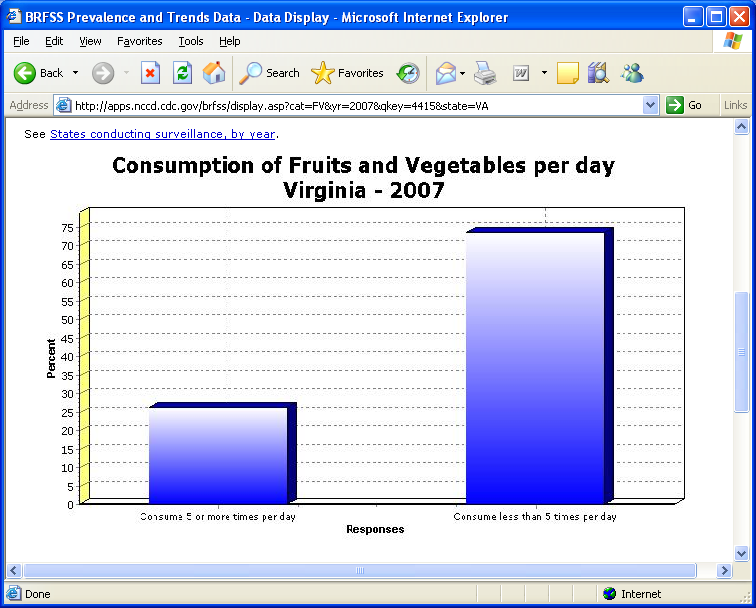 BRFSS Prevalence and Trends Data - Data Display - Microsoft Internet Explorer
File Edit View Favorites Tools Help
Back Search Favorites
Address http://apps.nccd.cdc.gov/brfss/display.asp?cat=FV&yr=2007&qkey=4415&state=VA Go Links
See States conducting surveillance, by year.
Consumption of Fruits and Vegetables per day
Virginia - 2007
75
70
65
60
55
50
45
40
35
30
25
20
15
10
5
0
Percent
Consume 5 or more times per day Consume less than 5 times per day
Responses
Done Internet